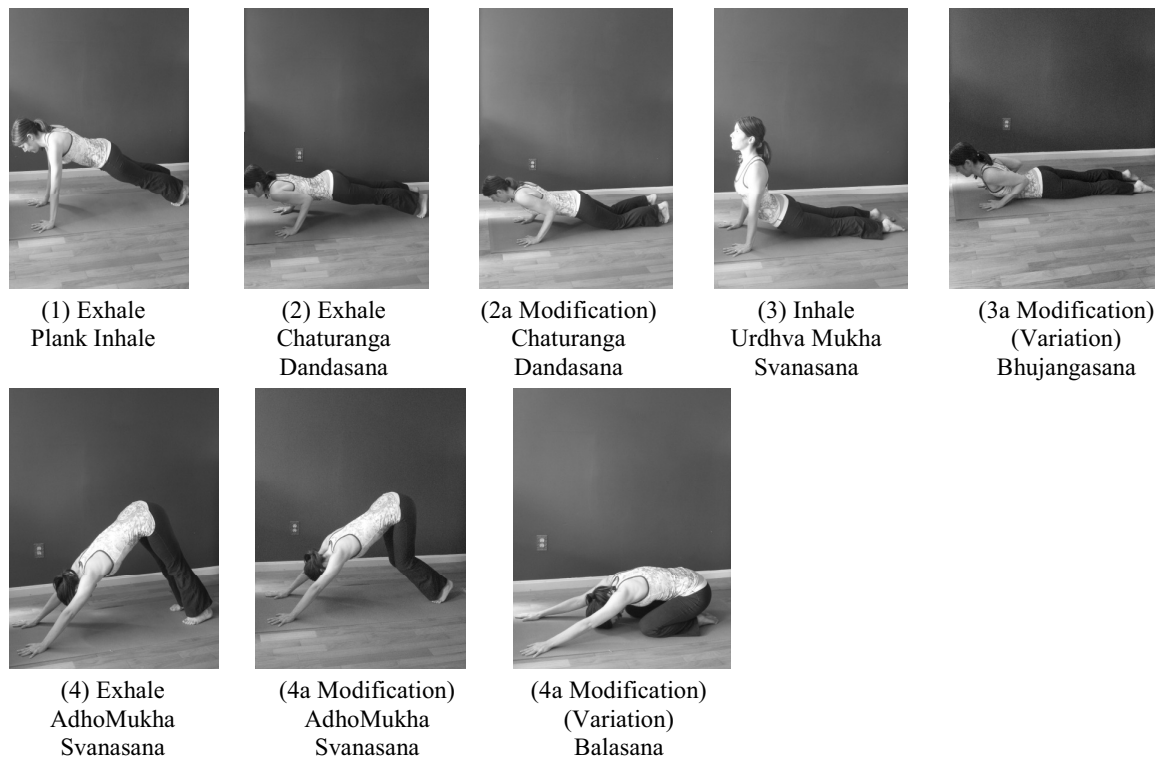 (1) Exhale
Plank Inhale
(2) Exhale
Chaturanga
Dandasana
(2a Modification)
Chaturanga
Dandasana
(3) Inhale
Urdhva Mukha
Svanasana
(3a Modification)
(Variation)
Bhujangasana
(4) Exhale
AdhoMukha
Svanasana
(4a Modification)
AdhoMukha
Svanasana
(4a Modification)
(Variation)
Balasana